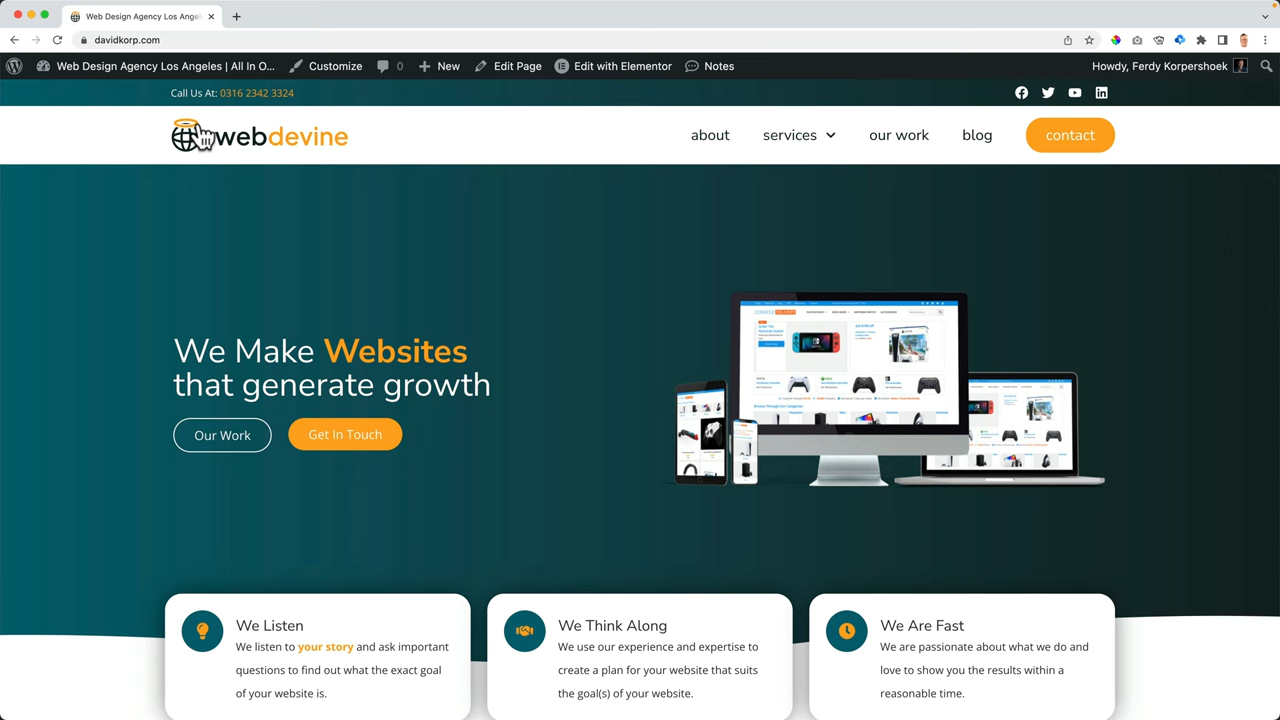 Web Design Agency Los Angel
davidkorp.com
Web Design Agency Los Angeles | All In O...
Customize
0
New
Edit Page
Edit with Elementor
Notes
Howdy, Ferdy Korpershoek
Call Us At: 0316 2342 3324
webdevine
about
services
our work
blog
contact
We Make Websites
that generate growth
Our Work
Get In Touch
We Listen
We listen to your story and ask important
questions to find out what the exact goal
of your website is.
We Think Along
We use our experience and expertise to
create a plan for your website that suits
the goal(s) of your website.
We Are Fast
We are passionate about what we do and
love to show you the results within a
reasonable time.